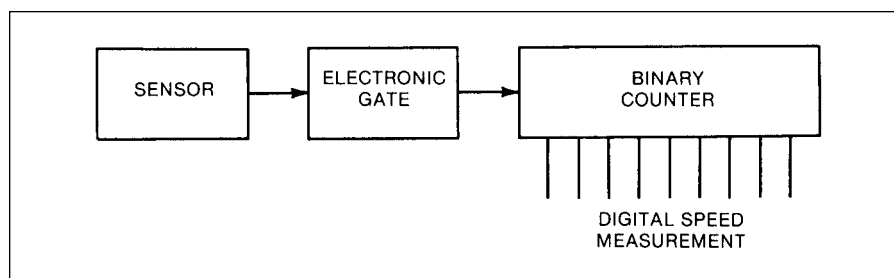 SENSOR
ELECTRONIC
GATE
BINARY
COUNTER
DIGITAL SPEED
MEASUREMENT